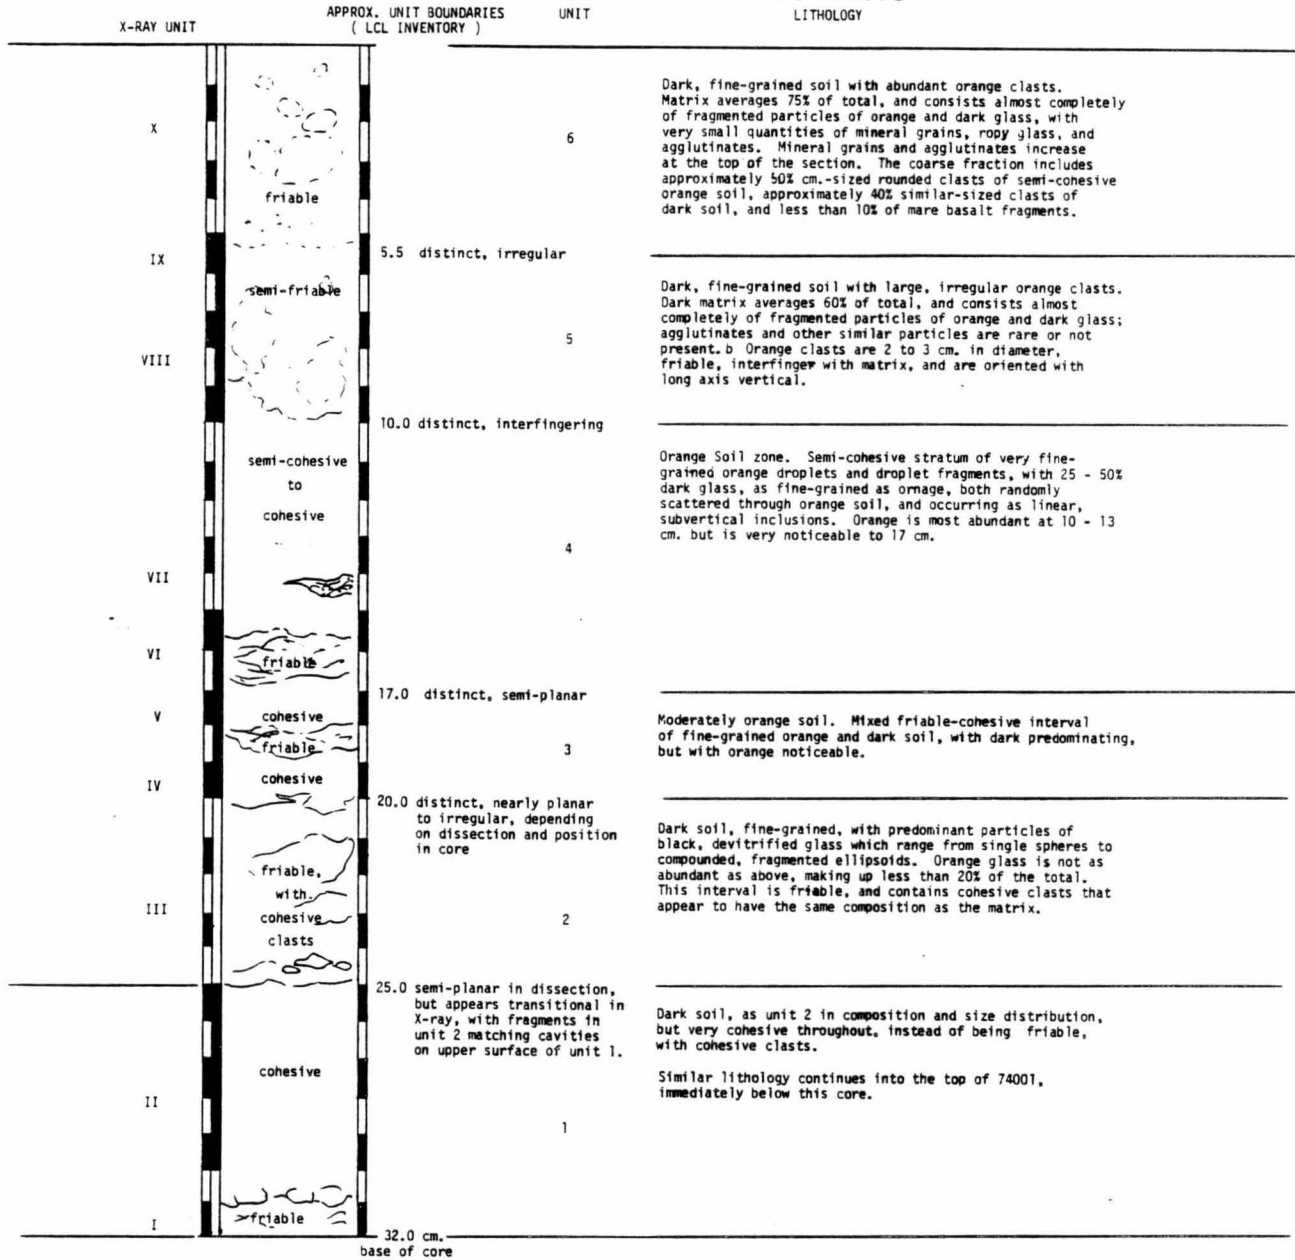 APPROX. UNIT BOUNDARIES
( LCL INVENTORY )
X-RAY UNIT
UNIT
LITHOLOGY
X
friable
6
Dark, fine-grained soil with abundant orange clasts.
Matrix averages 75% of total, and consists almost completely
of fragmented particles of orange and dark glass, with
very small quantities of mineral grains, ropy glass, and
agglutinates. Mineral grains and agglutinates increase
at the top of the section. The coarse fraction includes
approximately 50% cm.-sized rounded clasts of semi-cohesive
orange soil, approximately 40% similar-sized clasts of
dark soil, and less than 10% of mare basalt fragments.
IX
5.5 distinct, irregular
semi-friable
VIII
5
Dark, fine-grained soil with large, irregular orange clasts.
Dark matrix averages 60% of total, and consists almost
completely of fragmented particles of orange and dark glass;
agglutinates and other similar particles are rare or not
present. b Orange clasts are 2 to 3 cm. in diameter,
friable, interfinger with matrix, and are oriented with
long axis vertical.
10.0 distinct, interfingering
semi-cohesive
to
cohesive
4
Orange Soil zone. Semi-cohesive stratum of very fine-
grained orange droplets and droplet fragments, with 25 - 50%
dark glass, as fine-grained as ornage, both randomly
scattered through orange soil, and occurring as linear,
subvertical inclusions. Orange is most abundant at 10 - 13
cm. but is very noticeable to 17 cm.
VII
VI
friable
17.0 distinct, semi-planar
V
cohesive
friable
3
Moderately orange soil. Mixed friable-cohesive interval
of fine-grained orange and dark soil, with dark predominating,
but with orange noticeable.
IV
cohesive
20.0 distinct, nearly planar
to irregular, depending
on dissection and position
in core
friable,
with
cohesive
clasts
III
2
Dark soil, fine-grained, with predominant particles of
black, devitrified glass which range from single spheres to
compounded, fragmented ellipsoids. Orange glass is not as
abundant as above, making up less than 20% of the total.
This interval is friable, and contains cohesive clasts that
appear to have the same composition as the matrix.
25.0 semi-planar in dissection,
but appears transitional in
X-ray, with fragments in
unit 2 matching cavities
on upper surface of unit 1.
cohesive
II
1
Dark soil, as unit 2 in composition and size distribution,
but very cohesive throughout, instead of being friable,
with cohesive clasts.
Similar lithology continues into the top of 74001,
immediately below this core.
I
friable
32.0 cm.
base of core